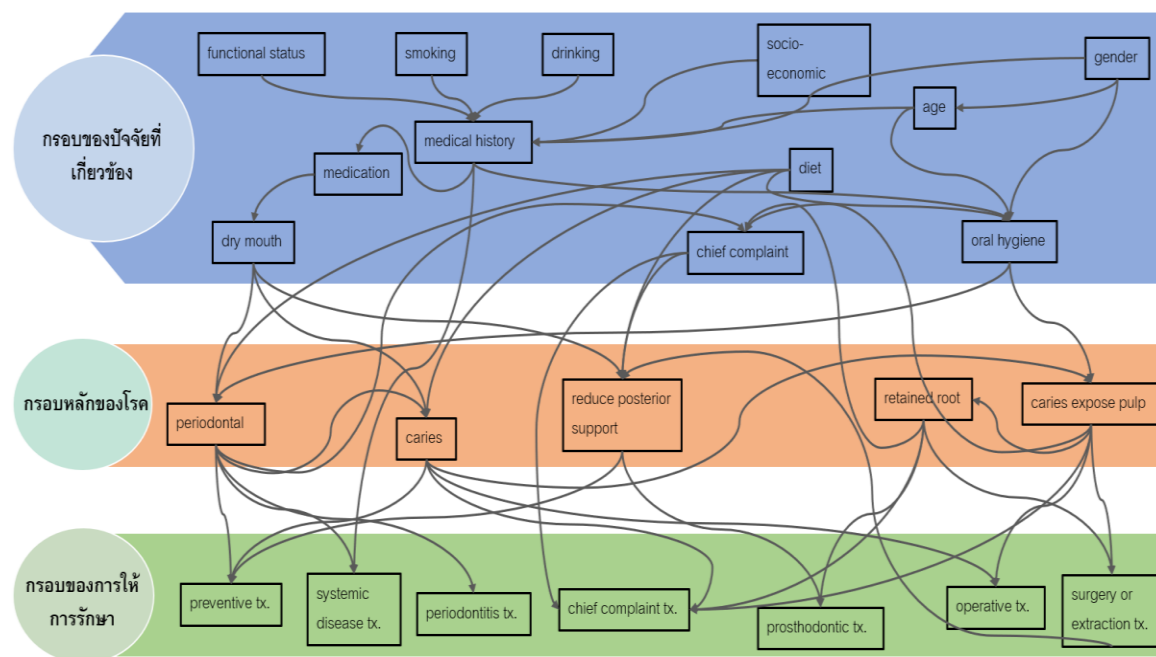 กรอบของปัจจัยที่
เกี่ยวข้อง
functional status
smoking
drinking
socio-
economic
gender
age
medical history
medication
diet
dry mouth
chief complaint
oral hygiene
กรอบหลักของโรค
periodontal
caries
reduce posterior
support
retained root
caries expose pulp
กรอบของการให้
การรักษา
preventive tx.
systemic
disease tx.
periodontitis tx.
chief complaint tx.
prosthodontic tx.
operative tx.
surgery or
extraction tx.